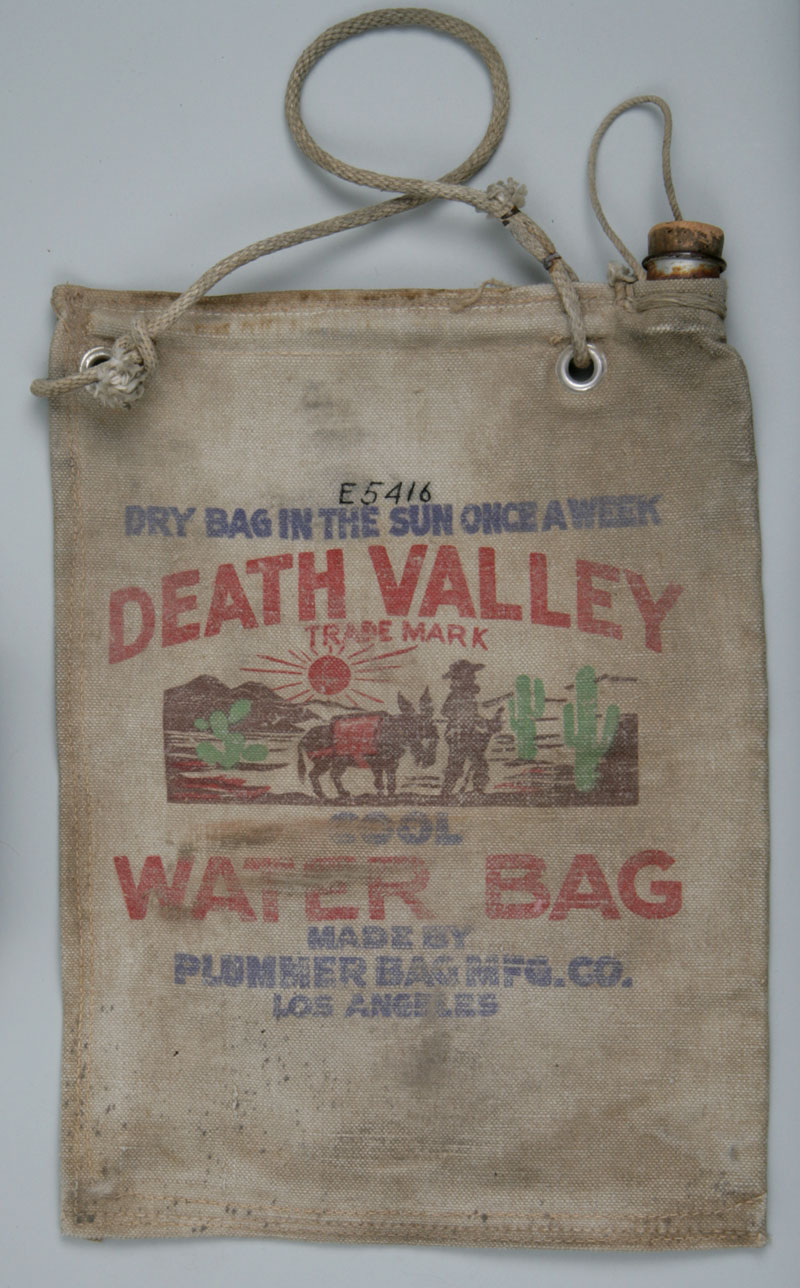 E5416
DRY BAG IN THE SUN ONCE A WEEK
DEATH VALLEY
TRADE MARK
COOL
WATER BAG
MADE BY
PLUMMER BAG MFG. CO.
LOS ANGELES